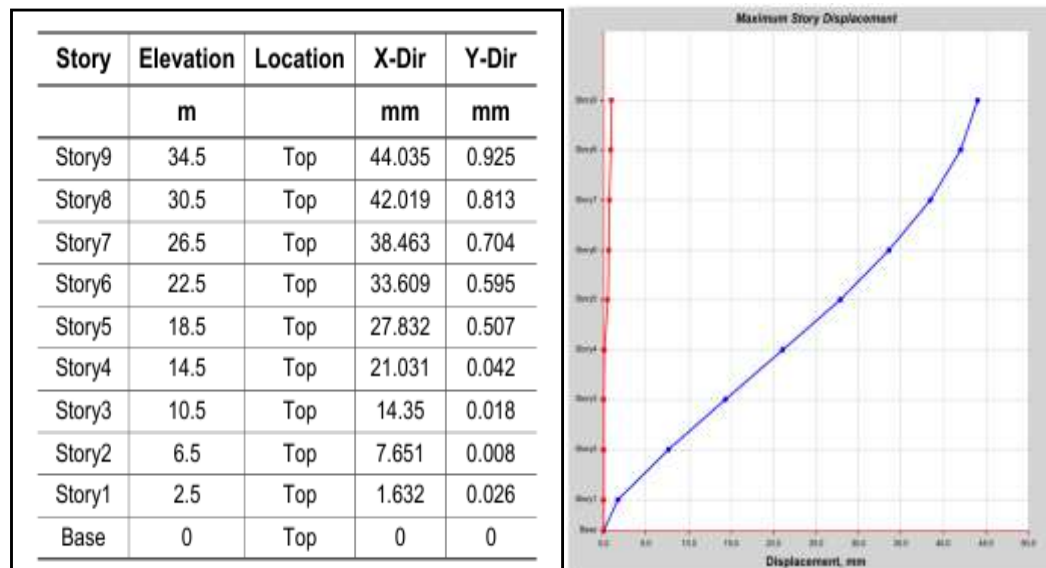 Story Elevation Location X-Dir Y-Dir
m mm mm
Story9 34.5 Top 44.035 0.925
Story8 30.5 Top 42.019 0.813
Story7 26.5 Top 38.463 0.704
Story6 22.5 Top 33.609 0.595
Story5 18.5 Top 27.832 0.507
Story4 14.5 Top 21.031 0.042
Story3 10.5 Top 14.35 0.018
Story2 6.5 Top 7.651 0.008
Story1 2.5 Top 1.632 0.026
Base 0 Top 0 0
Maximum Story Displacement
Story7
Story4
Story1
Base
Displacement, mm